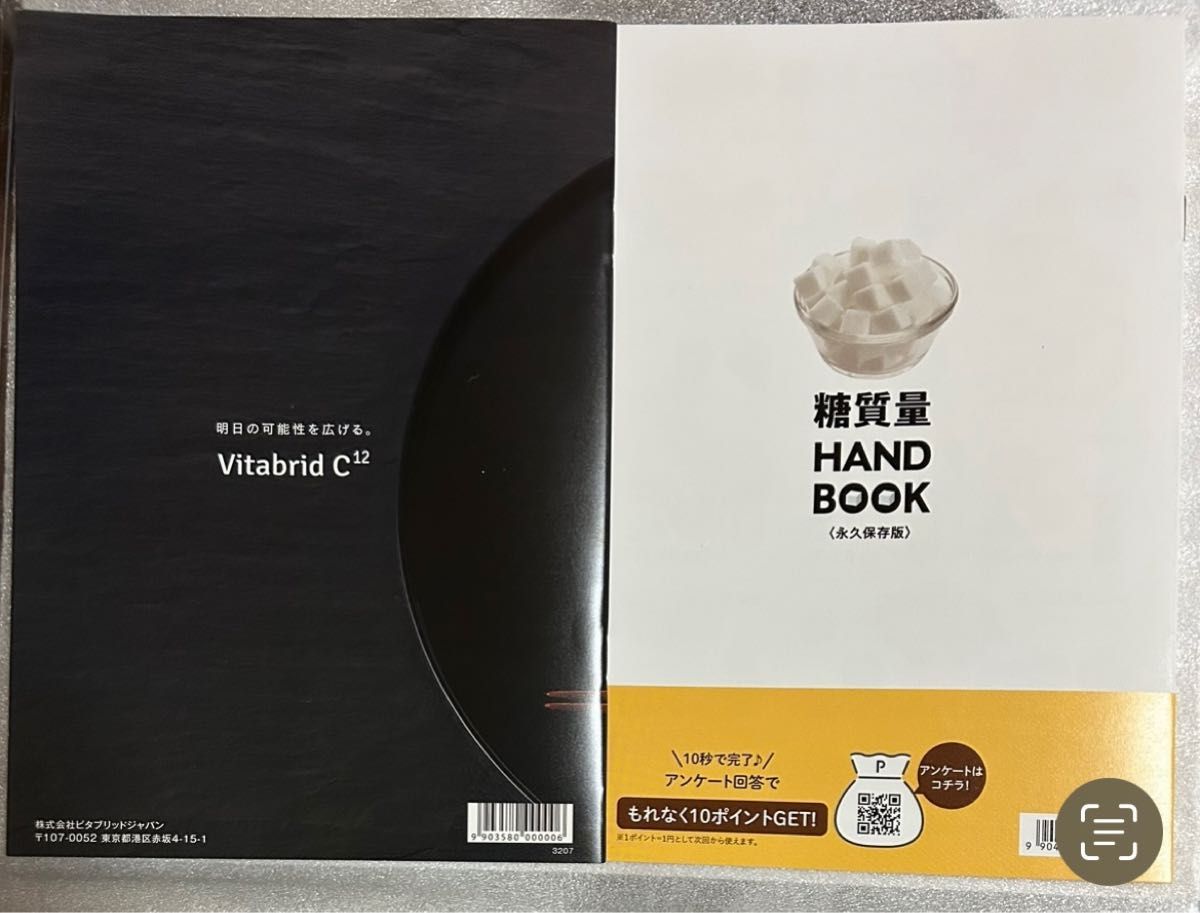 明日の可能性を広げる。
Vitabrid C12
株式会社ビタブリッドジャパン
〒107-0052 東京都港区赤坂4-15-1
9 903580 000006
3207
糖質量
HAND
BOOK
〈永久保存版〉
\10秒で完了♪/
アンケート回答で
もれなく10ポイントGET!
※1ポイント=1円として次回から使えます。
P
アンケートは
コチラ!
9 904